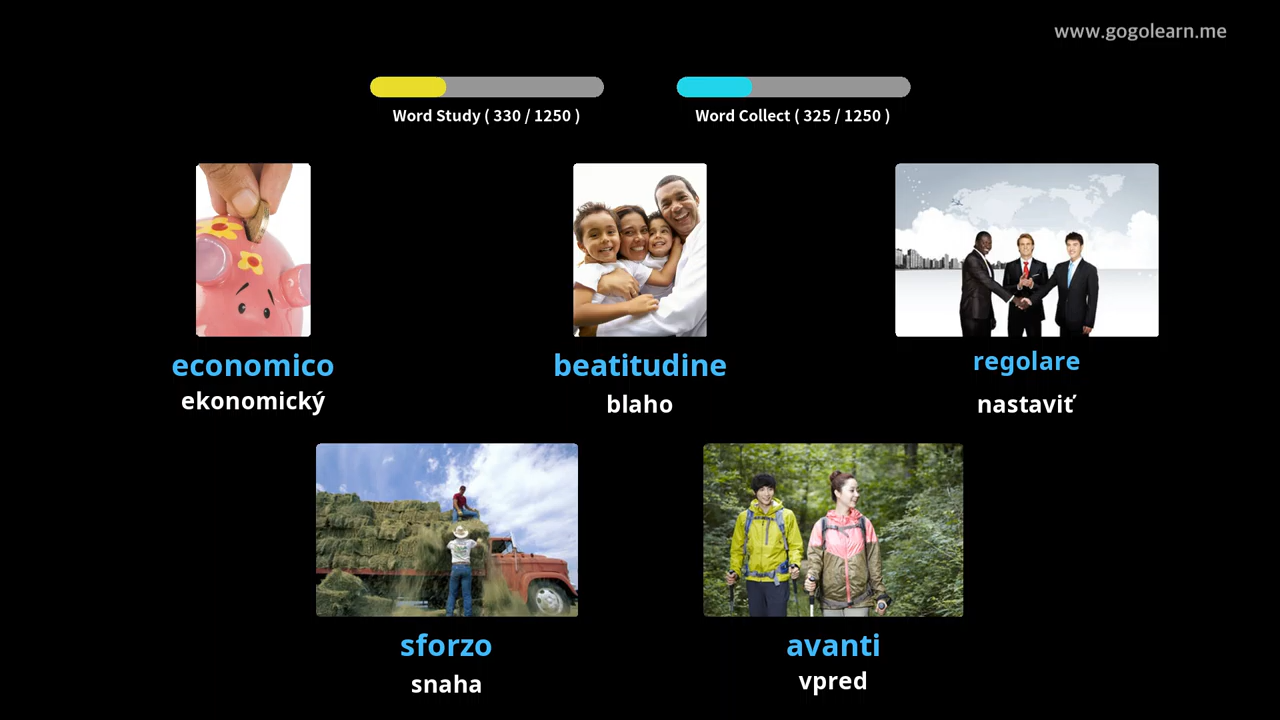 www.gogolearn.me
Word Study ( 330 / 1250 )
Word Collect ( 325 / 1250 )
economico
ekonomický
beatitudine
blaho
regolare
nastaviť
sforzo
snaha
avanti
vpred